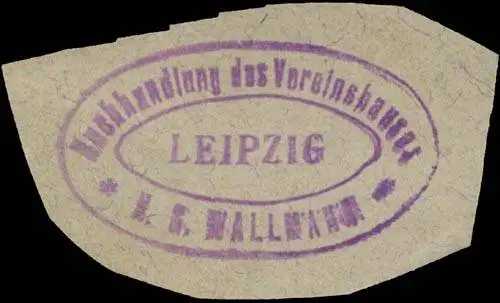 Buchhandlung des Vereinshauses
LEIPZIG
* H. G. WALLMANN *